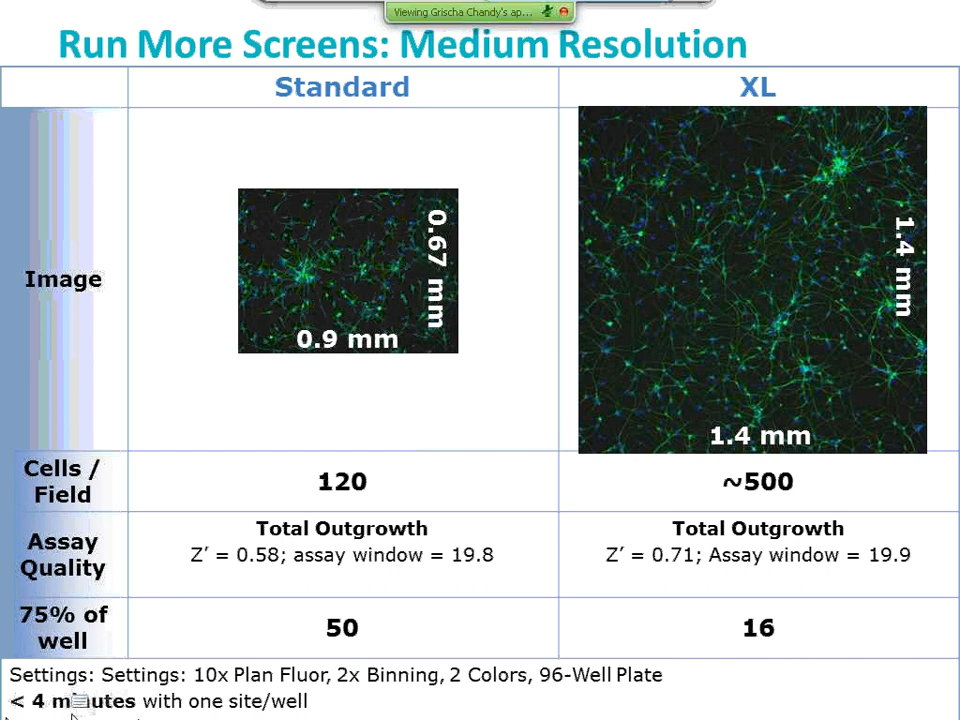 Viewing Grischa Chandy's ap...
Run More Screens: Medium Resolution
Standard
XL
Image
0.67 mm
0.9 mm
1.4 mm
1.4 mm
Cells /
Field
120
~500
Assay
Quality
Total Outgrowth
Z’ = 0.58; assay window = 19.8
Total Outgrowth
Z’ = 0.71; Assay window = 19.9
75% of
well
50
16
Settings: Settings: 10x Plan Fluor, 2x Binning, 2 Colors, 96-Well Plate
< 4 minutes with one site/well